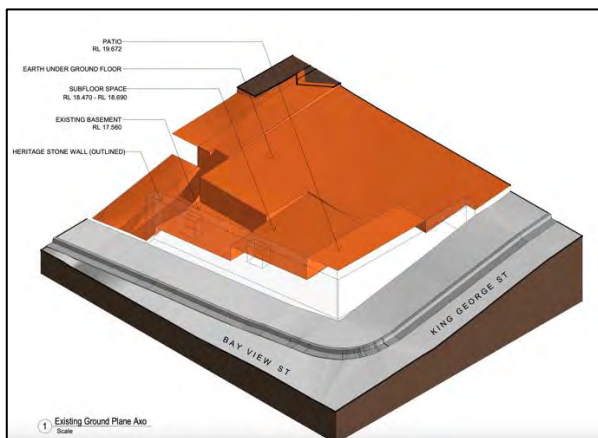 PATIO
RL 19.672
EARTH UNDER GROUND FLOOR
SUBFLOOR SPACE
RL 18.470 - RL 18.690
EXISTING BASEMENT
RL 17.560
HERITAGE STONE WALL (OUTLINED)
BAY VIEW ST
KING GEORGE ST
1 Existing Ground Plane Axo
Scale